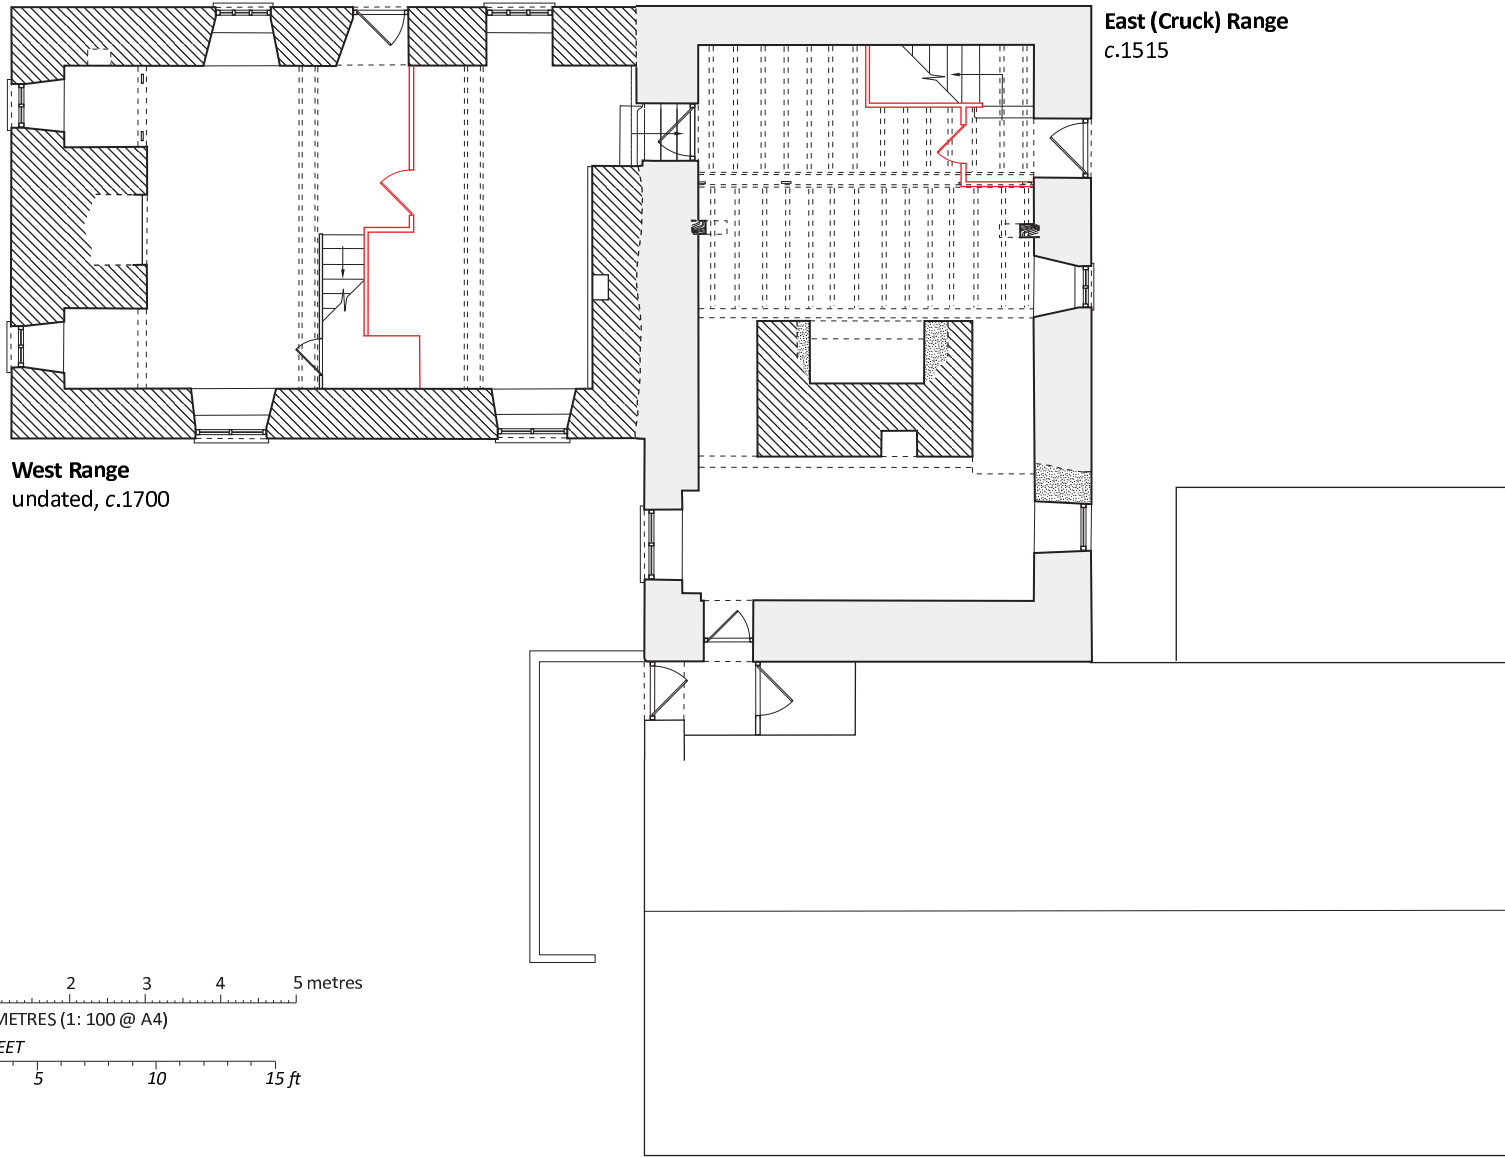 East (Cruck) Range
c.1515
West Range
undated, c.1700
2 3 4 5 metres
METRES (1: 100 @ A4)
EET
5 10 15 ft